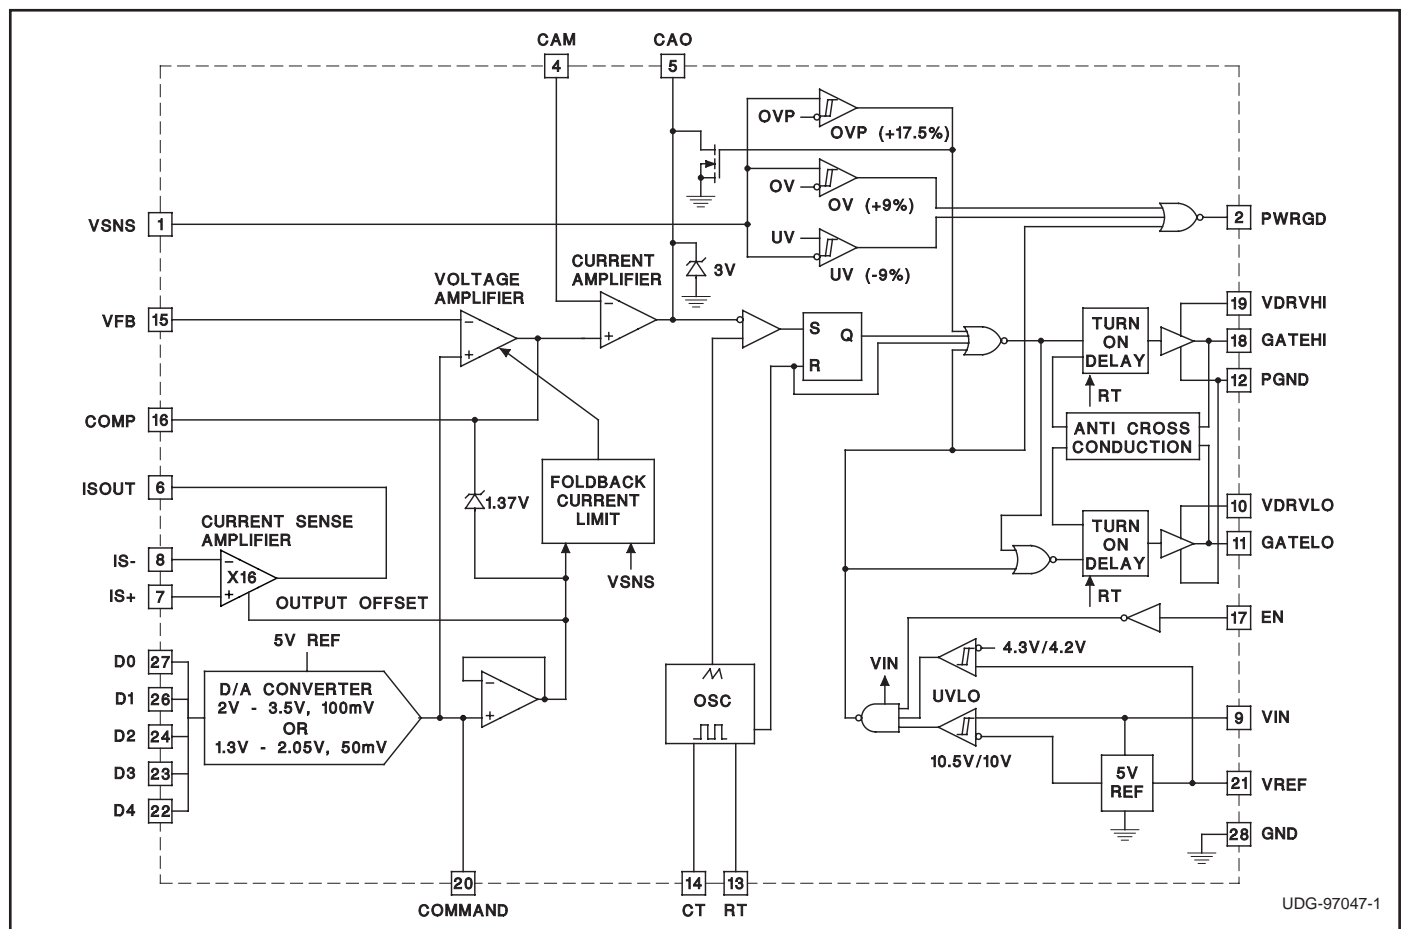 CAM
CAO
4
5
OVP
OVP (+17.5%)
OV
OV (+9%)
VSNS
1
2
PWRGD
UV
UV (-9%)
CURRENT
AMPLIFIER
3V
VOLTAGE
AMPLIFIER
VFB
15
−
+
−
+
S
Q
R
TURN
ON
DELAY
RT
19
VDRVHI
18
GATEHI
12
PGND
COMP
16
ANTI CROSS
CONDUCTION
ISOUT
6
1.37V
FOLDBACK
CURRENT
LIMIT
VSNS
CURRENT SENSE
AMPLIFIER
IS-
8
IS+
7
−
X16
+
OUTPUT OFFSET
TURN
ON
DELAY
RT
10
VDRVLO
11
GATELO
17
EN
5V REF
D0
27
D1
26
D2
24
D3
23
D4
22
D/A CONVERTER
2V - 3.5V, 100mV
OR
1.3V - 2.05V, 50mV
−
+
OSC
VIN
4.3V/4.2V
UVLO
10.5V/10V
9
VIN
5V
REF
21
VREF
28
GND
20
14
13
COMMAND
CT
RT
UDG-97047-1